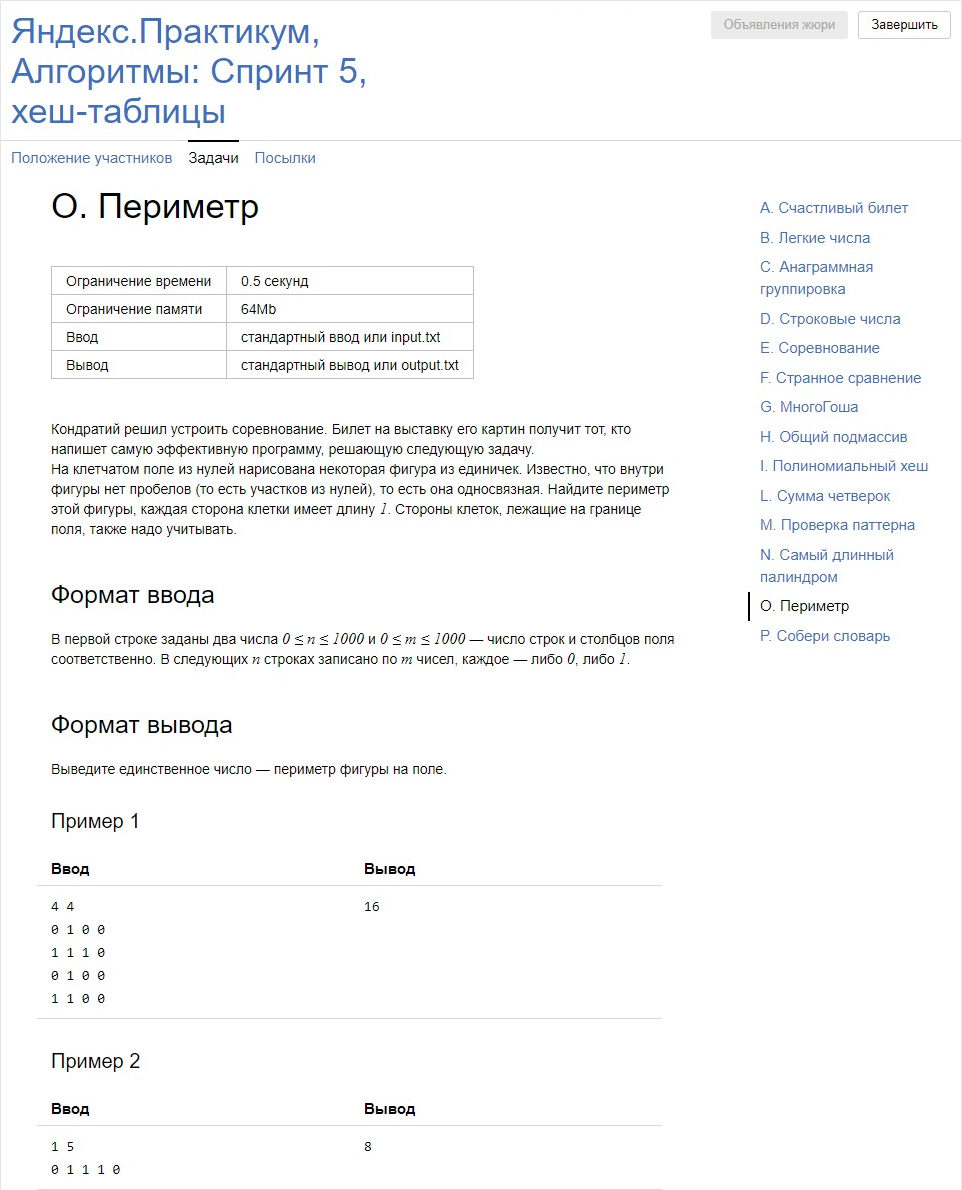 Яндекс.Практикум,
Алгоритмы: Спринт 5,
хеш-таблицы
Объявления жюри
Завершить
Положение участников
Задачи
Посылки
O. Периметр
Ограничение времени 0.5 секунд
Ограничение памяти 64Mb
Ввод стандартный ввод или input.txt
Вывод стандартный вывод или output.txt
Кондратий решил устроить соревнование. Билет на выставку его картин получит тот, кто
напишет самую эффективную программу, решающую следующую задачу.
На клетчатом поле из нулей нарисована некоторая фигура из единичек. Известно, что внутри
фигуры нет пробелов (то есть участков из нулей), то есть она односвязная. Найдите периметр
этой фигуры, каждая сторона клетки имеет длину 1. Стороны клеток, лежащие на границе
поля, также надо учитывать.
Формат ввода
В первой строке заданы два числа 0 ≤ n ≤ 1000 и 0 ≤ m ≤ 1000 — число строк и столбцов поля
соответственно. В следующих n строках записано по m чисел, каждое — либо 0, либо 1.
Формат вывода
Выведите единственное число — периметр фигуры на поле.
Пример 1
Ввод Вывод
4 4 16
0 1 0 0
1 1 1 0
0 1 0 0
1 1 0 0
Пример 2
Ввод Вывод
1 5 8
0 1 1 1 0
A. Счастливый билет
B. Легкие числа
C. Анаграммная
группировка
D. Строковые числа
E. Соревнование
F. Странное сравнение
G. МногоГоша
H. Общий подмассив
I. Полиномиальный хеш
L. Сумма четверок
M. Проверка паттерна
N. Самый длинный
палиндром
O. Периметр
P. Собери словарь